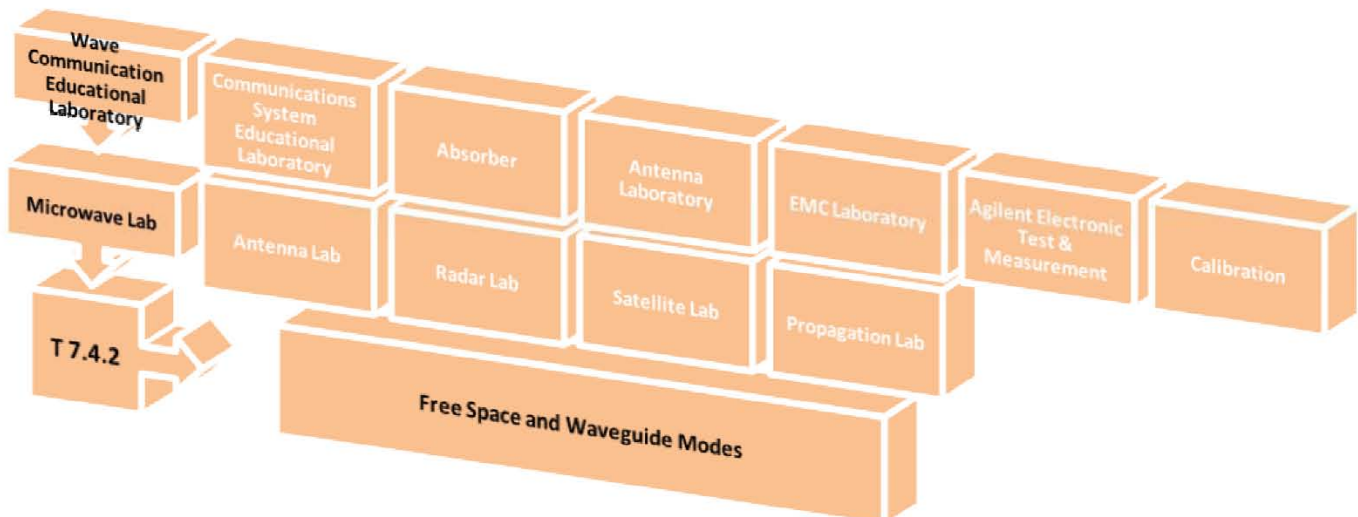 Wave
Communication
Educational
Laboratory
Communications
System
Educational
Laboratory
Absorber
Antenna
Laboratory
EMC Laboratory
Agilent Electronic
Test &
Measurement
Calibration
Microwave Lab
Antenna Lab
Radar Lab
Satellite Lab
Propagation Lab
T 7.4.2
Free Space and Waveguide Modes